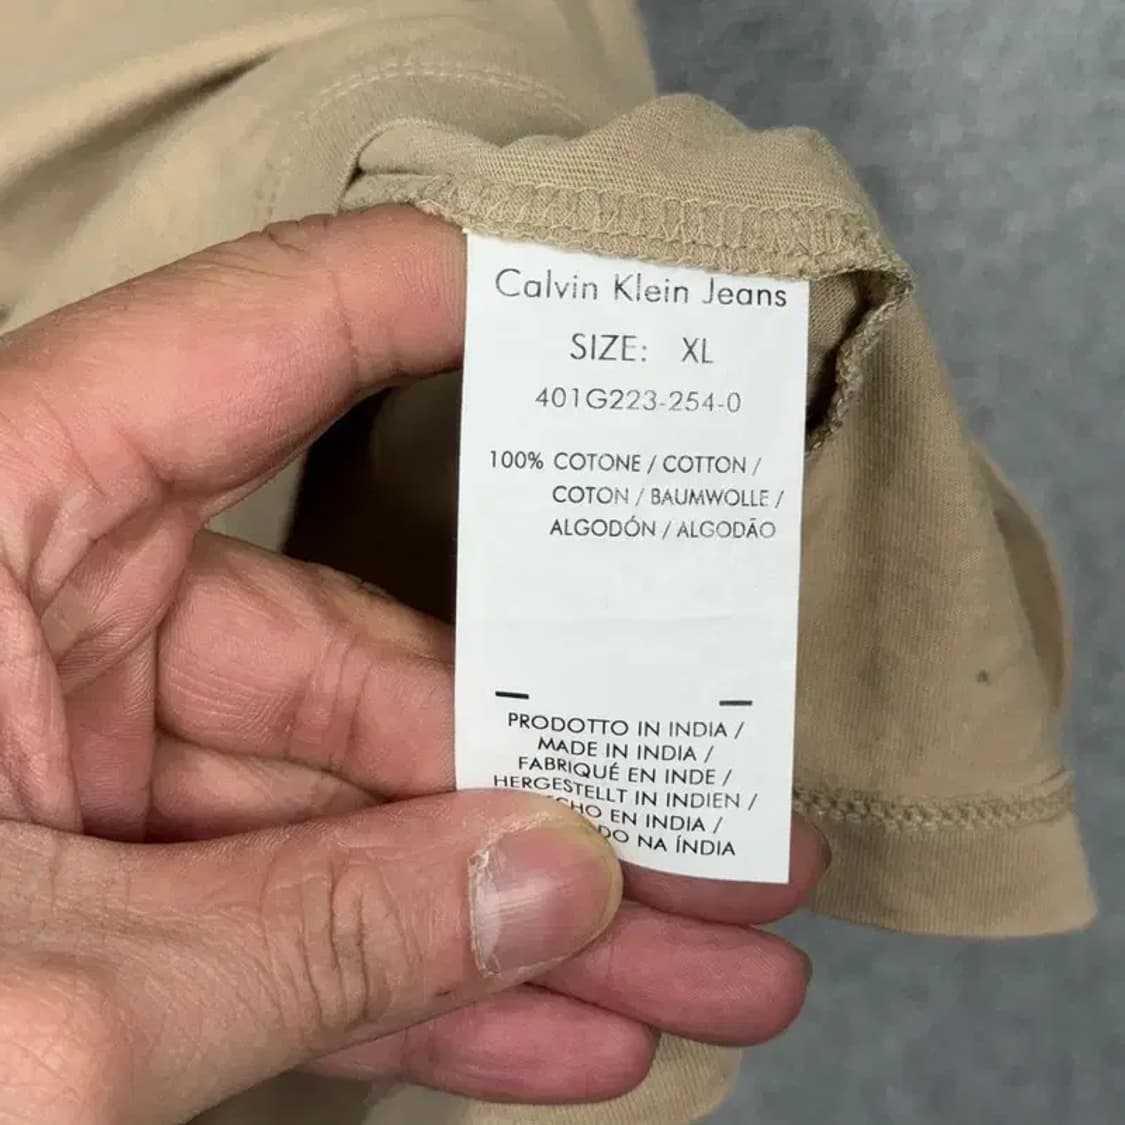 Calvin Klein Jeans
SIZE: XL
401G223-254-0
100% COTONE / COTTON /
COTON / BAUMWOLLE /
ALGODÓN / ALGODÃO
PRODOTTO IN INDIA /
MADE IN INDIA /
FABRIQUÉ EN INDE /
HERGESTELLT IN INDIEN /
EN INDIA /
NA ÍNDIA